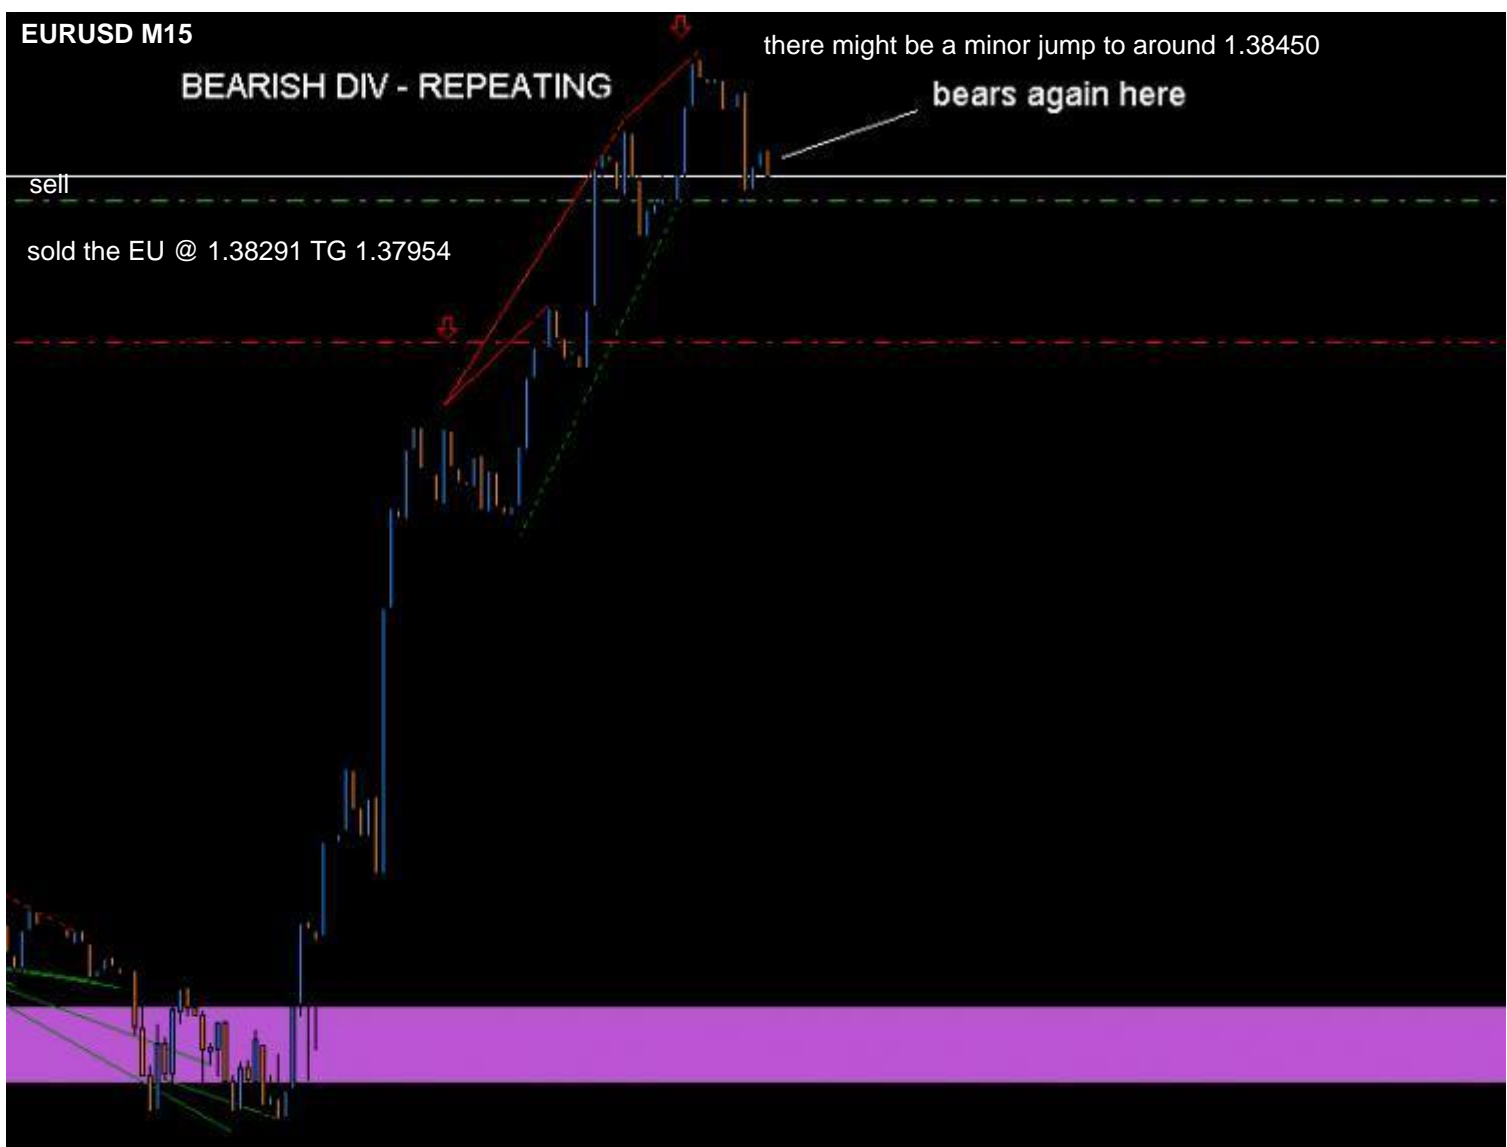 EURUSD M15
there might be a minor jump to around 1.38450
BEARISH DIV - REPEATING
bears again here
sell
sold the EU @ 1.38291 TG 1.37954